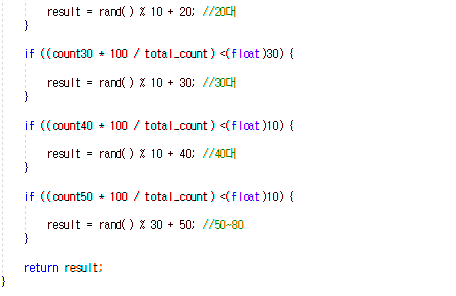 result = rand() % 10 + 20; //20대
}
if ((count30 * 100 / total_count) <(float)30) {
result = rand() % 10 + 30; //30대
}
if ((count40 * 100 / total_count) <(float)10) {
result = rand() % 10 + 40; //40대
}
if ((count50 * 100 / total_count) <(float)10) {
result = rand() % 30 + 50; //50~80
}
return result;
}